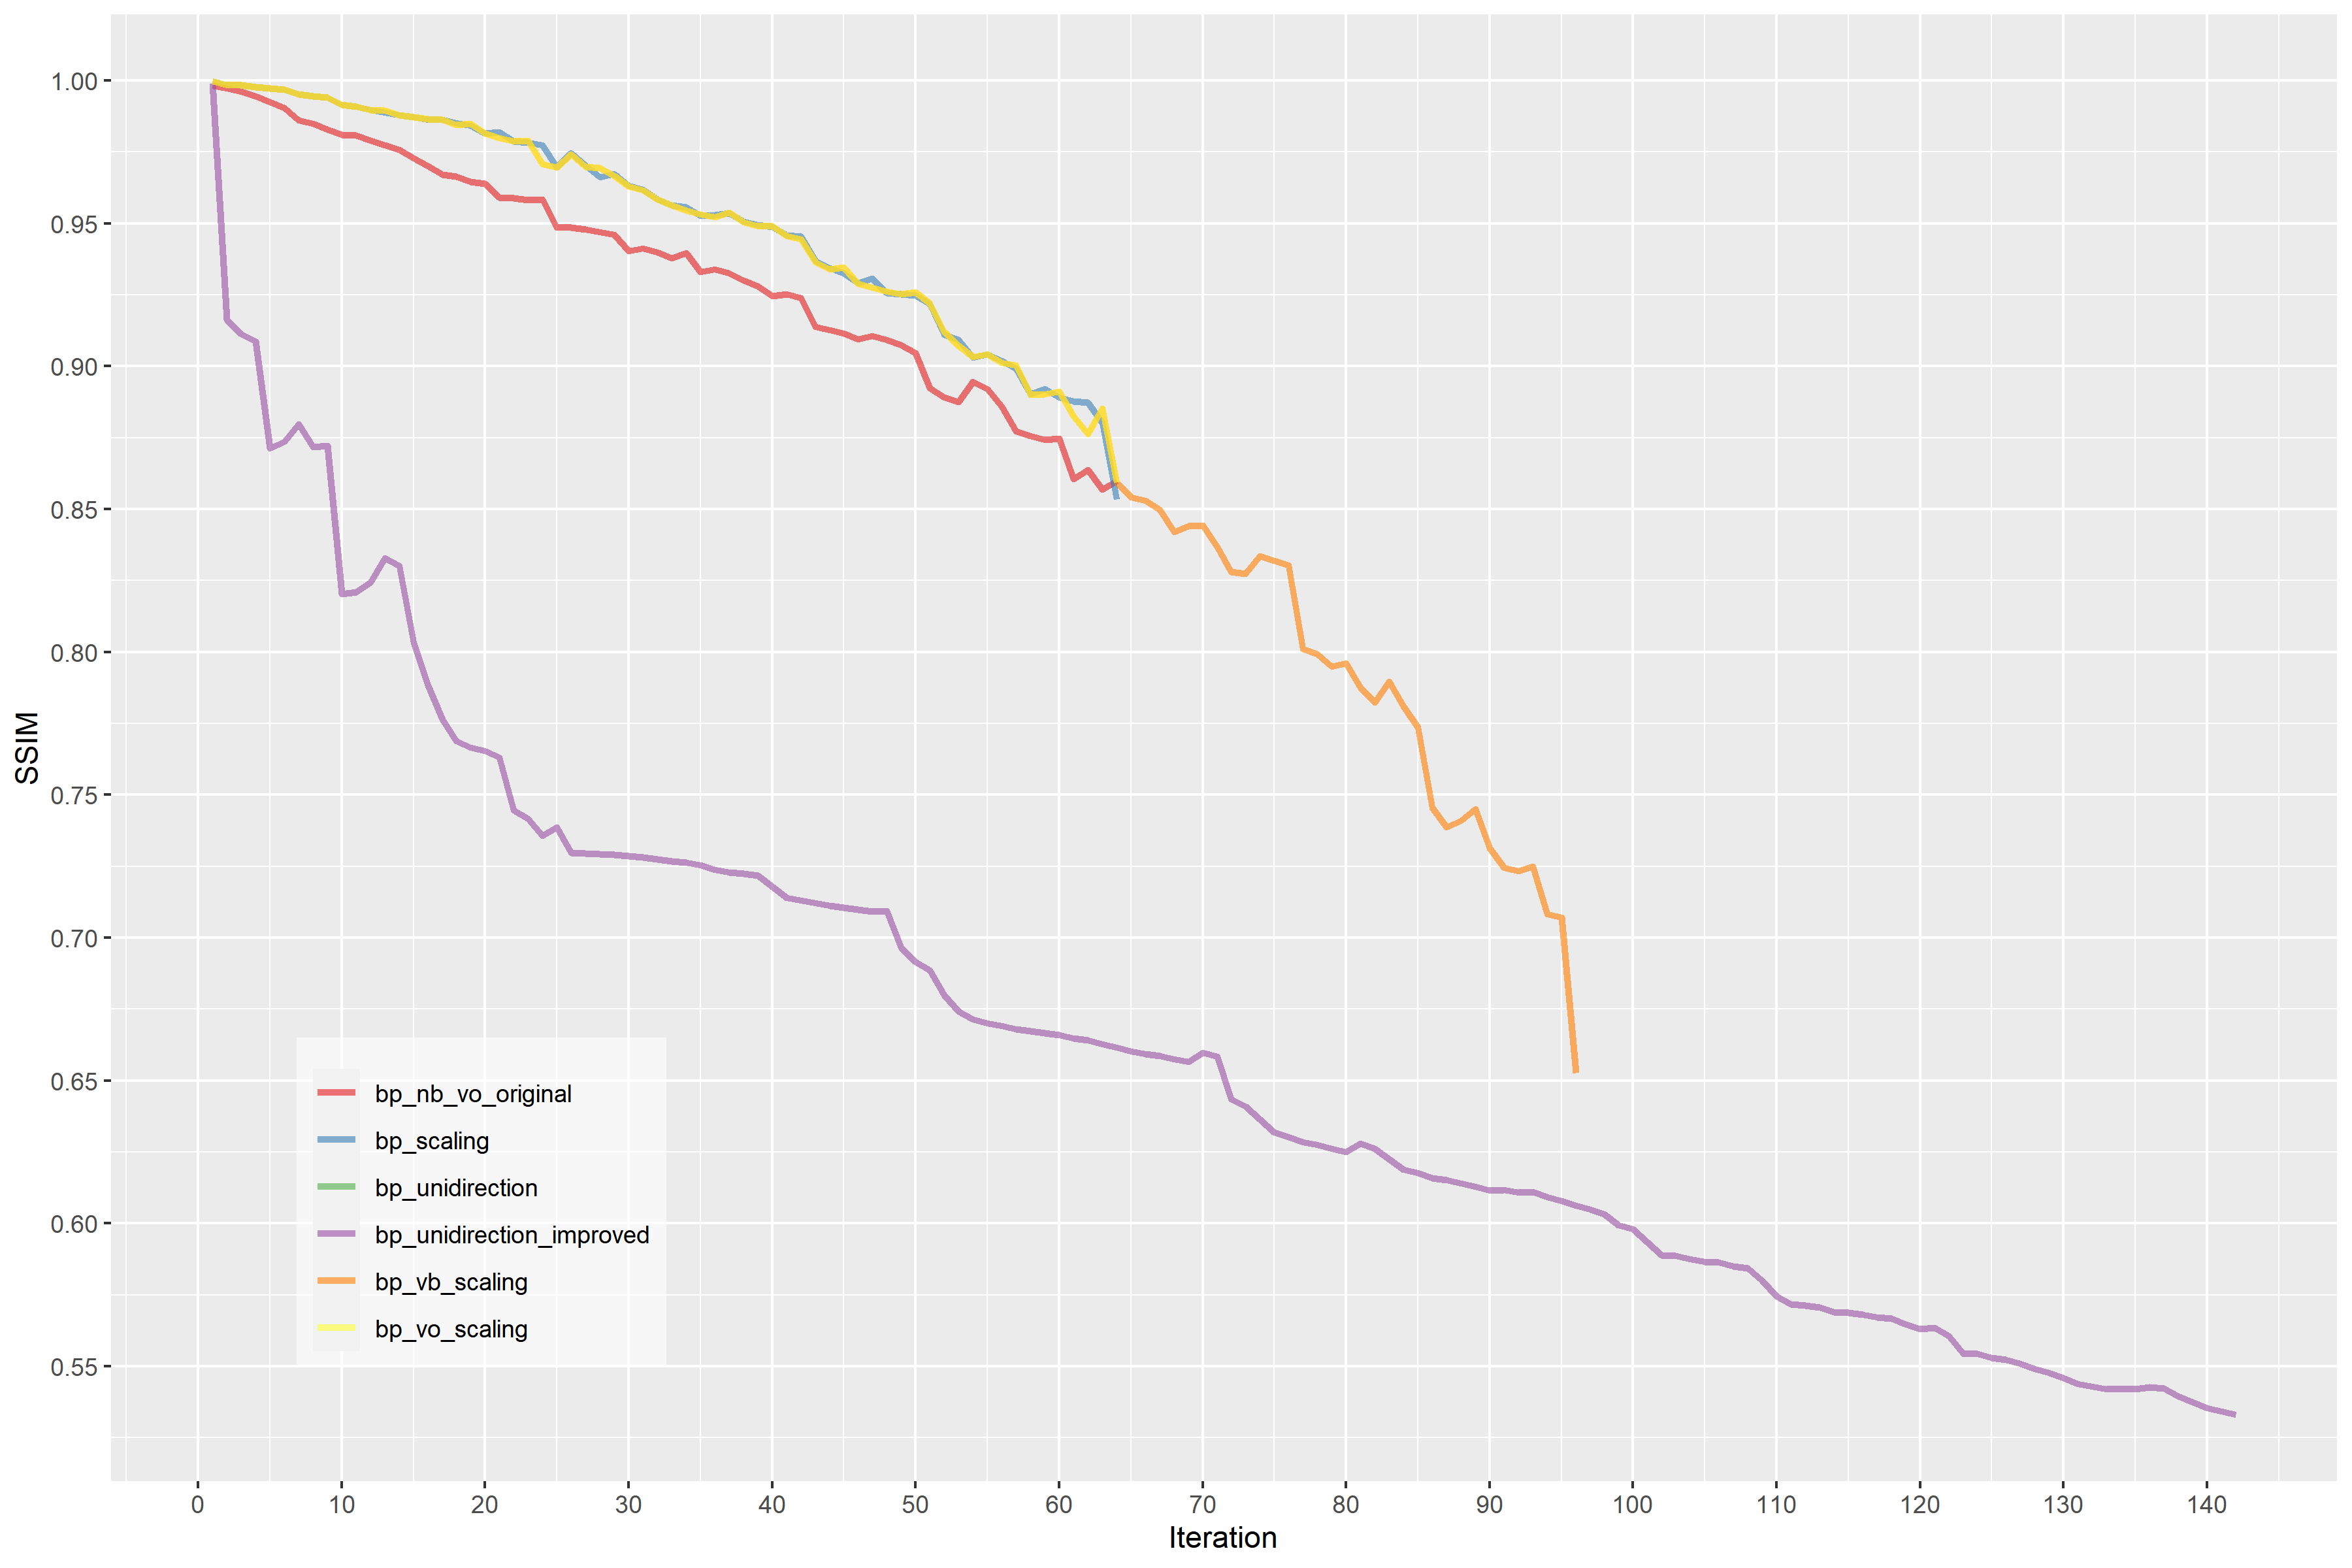 1.00
0.95
0.90
0.85
0.80
0.75
0.70
0.65
0.60
0.55
SSIM
bp_nb_vo_original
bp_scaling
bp_unidirection
bp_unidirection_improved
bp_vb_scaling
bp_vo_scaling
0 10 20 30 40 50 60 70 80 90 100 110 120 130 140
Iteration